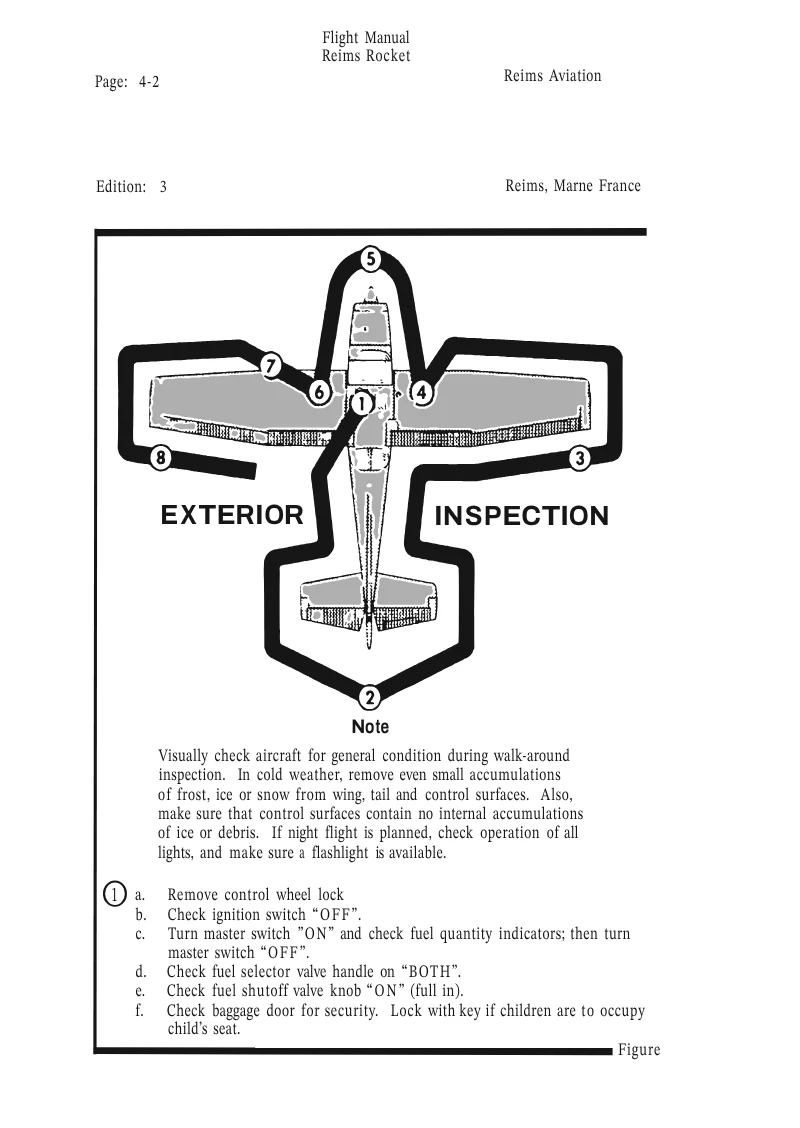 Flight Manual
Reims Rocket
Page: 4-2
Reims Aviation
Edition: 3
Reims, Marne France
5
7
6
4
1
8
3
EXTERIOR INSPECTION
2
Note
Visually check aircraft for general condition during walk-around
inspection. In cold weather, remove even small accumulations
of frost, ice or snow from wing, tail and control surfaces. Also,
make sure that control surfaces contain no internal accumulations
of ice or debris. If night flight is planned, check operation of all
lights, and make sure a flashlight is available.
1 a. Remove control wheel lock
b. Check ignition switch “OFF”.
c. Turn master switch ”ON” and check fuel quantity indicators; then turn
master switch “OFF”.
d. Check fuel selector valve handle on “BOTH”.
e. Check fuel shutoff valve knob “ON” (full in).
f. Check baggage door for security. Lock with key if children are to occupy
child’s seat.
Figure